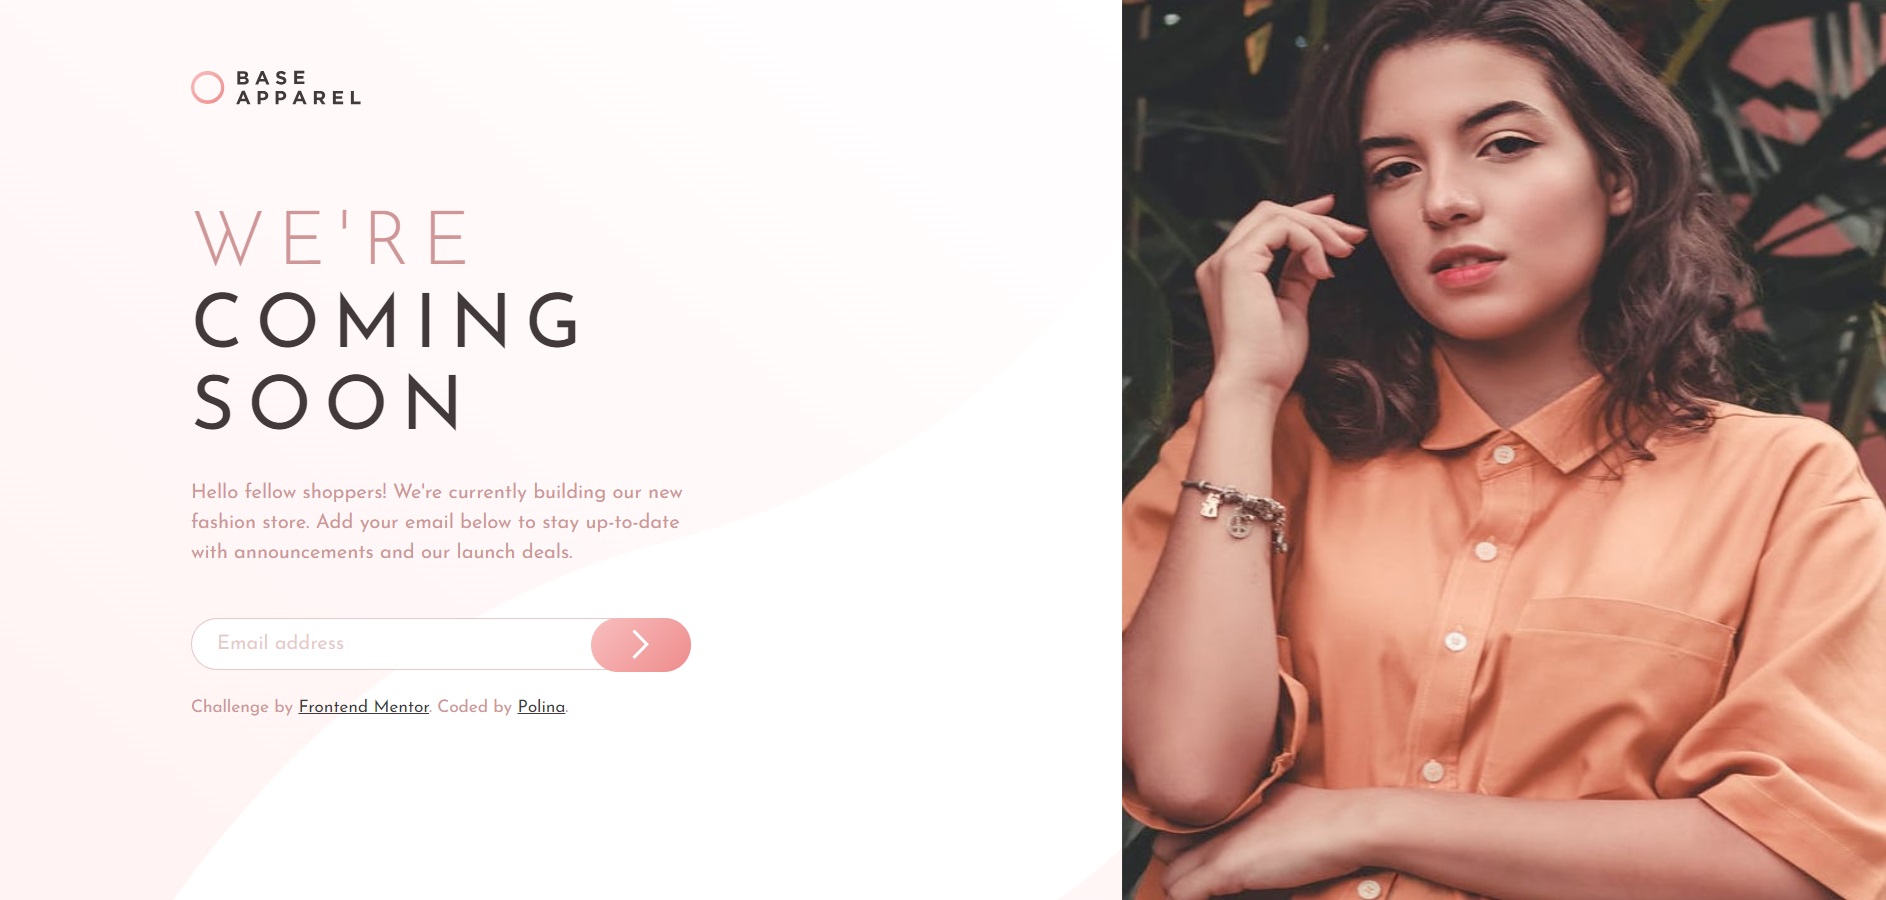 BASE
APPAREL
WE'RE
COMING
SOON
Hello fellow shoppers! We're currently building our new
fashion store. Add your email below to stay up-to-date
with announcements and our launch deals.
Email address
Challenge by Frontend Mentor. Coded by Polina.